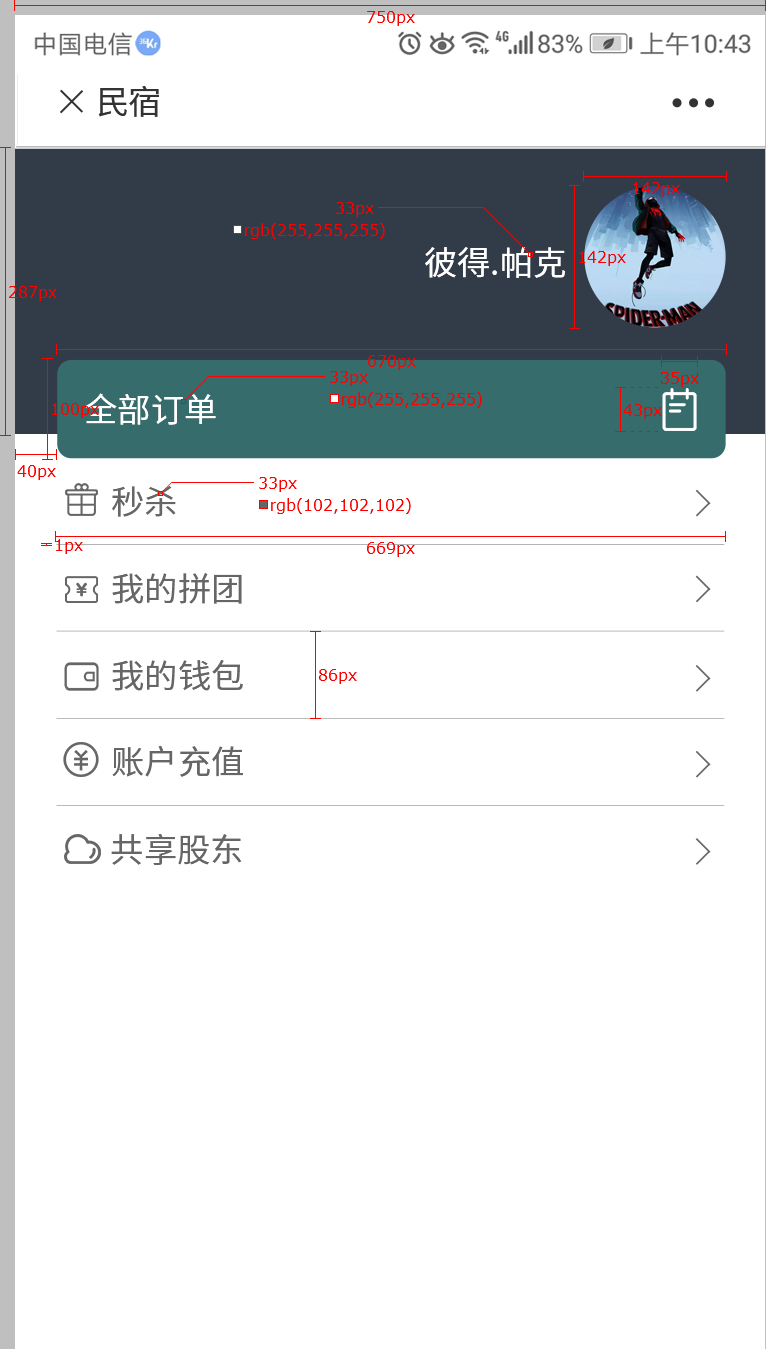 750px
中国电信 36Kr 4G 83% 上午10:43
民宿
142px
33px
rgb(255,255,255)
彼得.帕克
142px
SPIDER-MAN
287px
670px
33px
35px
rgb(255,255,255)
100px
全部订单
43px
40px
33px
秒杀
rgb(102,102,102)
1px
669px
¥ 我的拼团
我的钱包
86px
¥ 账户充值
共享股东